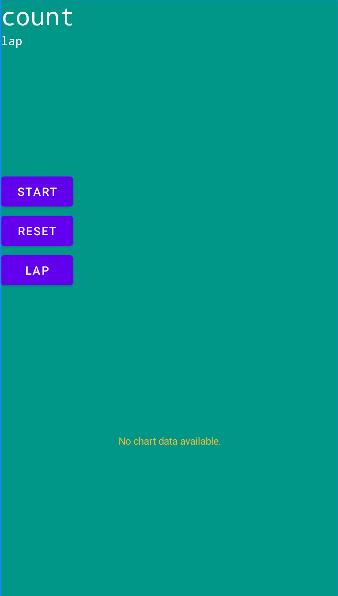 count
lap
START
RESET
LAP
No chart data available.